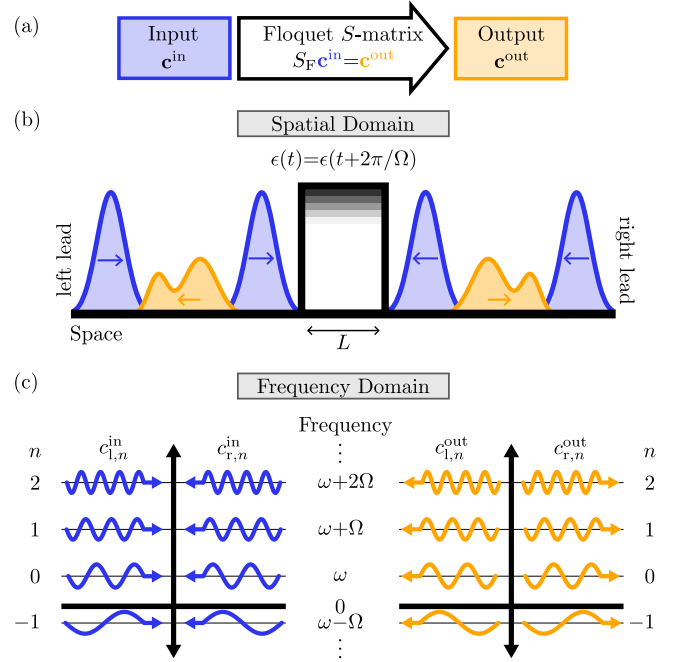 (a)
Input
c^in
Floquet S-matrix
S_F c^in = c^out
Output
c^out
(b)
Spatial Domain
ϵ(t)=ϵ(t+2π/Ω)
left lead
right lead
Space
L
(c)
Frequency Domain
Frequency
n c^in_l,n c^in_r,n ⋮ c^out_l,n c^out_r,n n
2 ω+2Ω 2
1 ω+Ω 1
0 ω 0
0
−1 ω−Ω −1
⋮